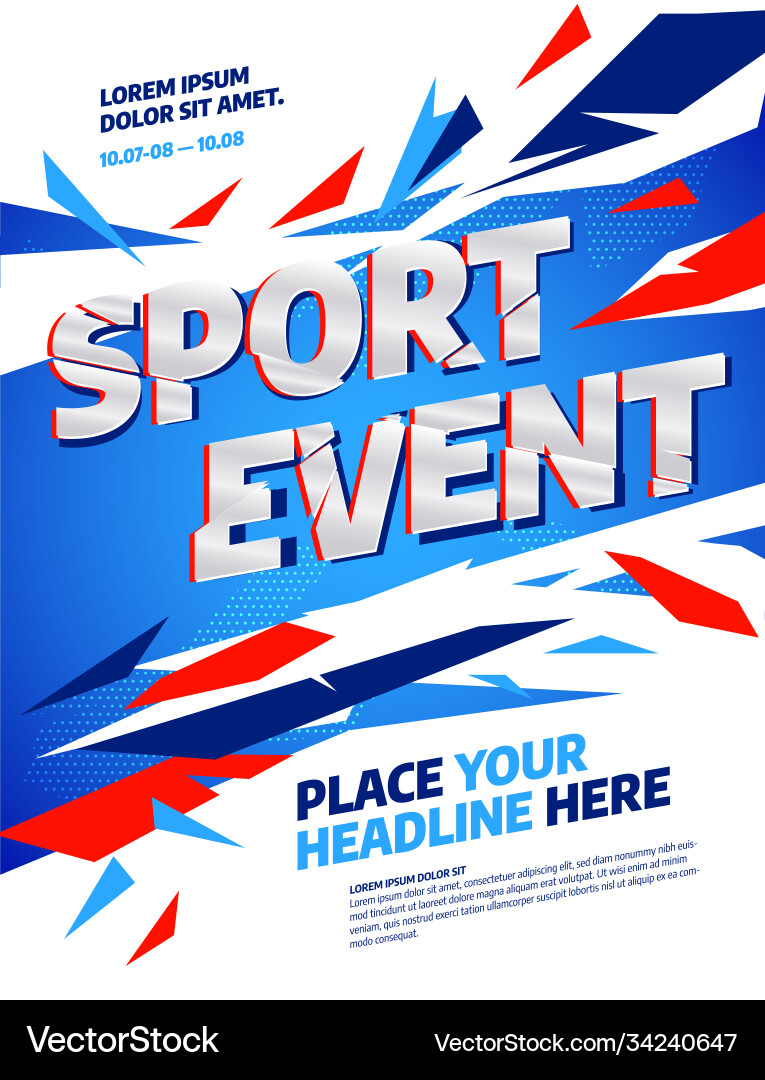 LOREM IPSUM
DOLOR SIT AMET.
10.07-08 — 10.08
SPORT
EVENT
PLACE YOUR
HEADLINE HERE
LOREM IPSUM DOLOR SIT
Lorem ipsum dolor sit amet, consectetuer adipiscing elit, sed diam nonummy nibh euis-
mod tincidunt ut laoreet dolore magna aliquam erat volutpat. Ut wisi enim ad minim
veniam, quis nostrud exerci tation ullamcorper suscipit lobortis nisl ut aliquip ex ea com-
modo consequat.
VectorStock
VectorStock.com/34240647